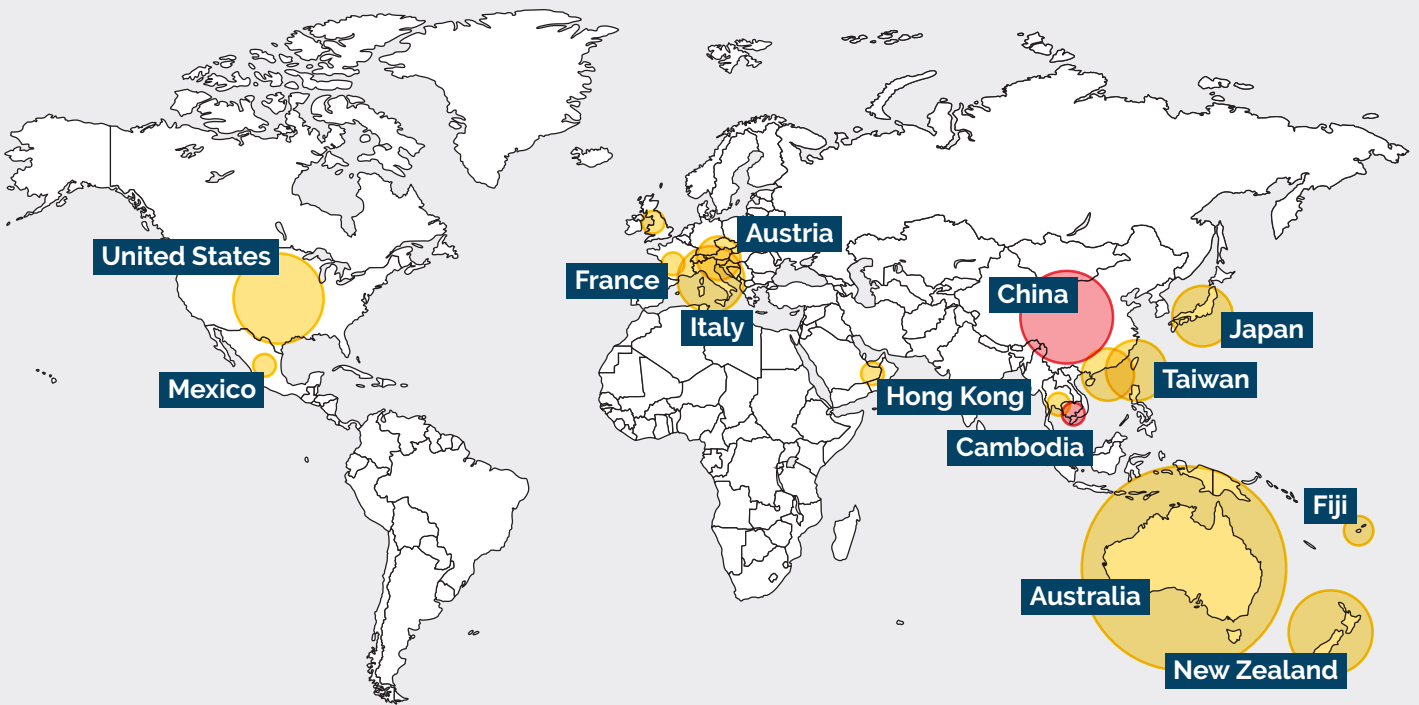 United States
Austria
France
China
Italy
Japan
Mexico
Taiwan
Hong Kong
Cambodia
Fiji
Australia
New Zealand